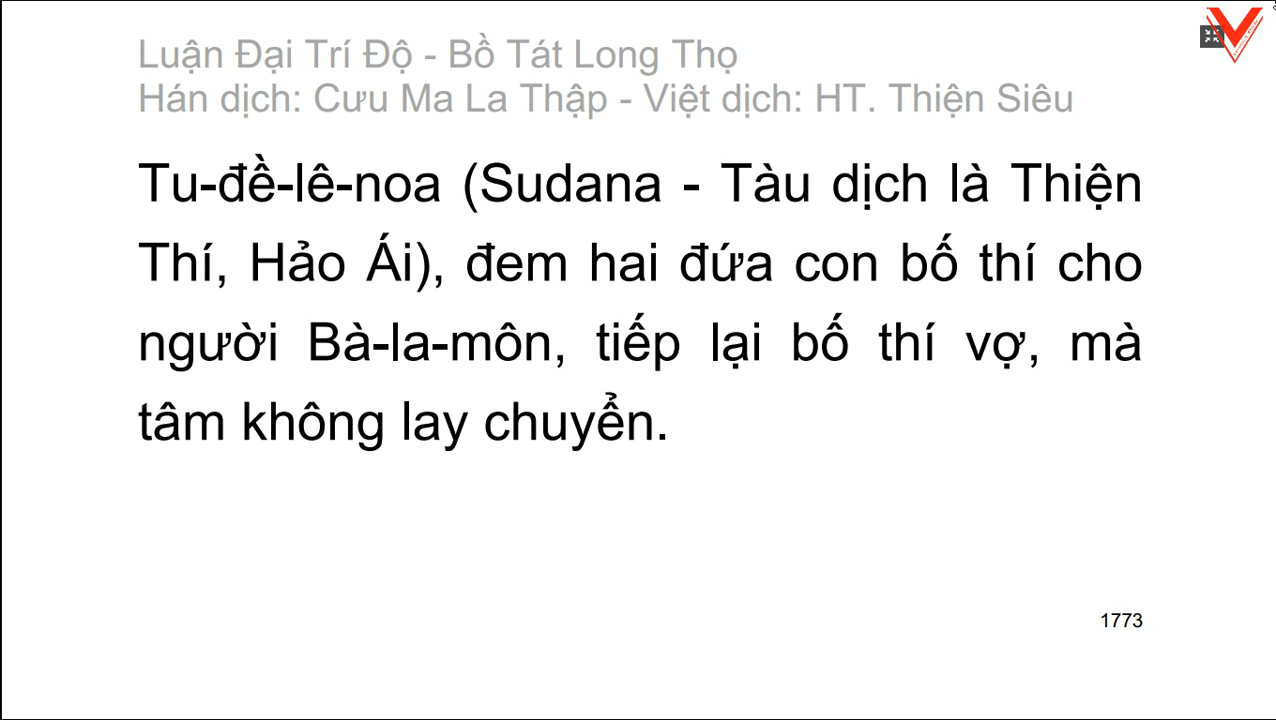 Luận Đại Trí Độ - Bồ Tát Long Thọ
Hán dịch: Cưu Ma La Thập - Việt dịch: HT. Thiện Siêu
Tu-đề-lê-noa (Sudana - Tàu dịch là Thiện
Thí, Hảo Ái), đem hai đứa con bố thí cho
người Bà-la-môn, tiếp lại bố thí vợ, mà
tâm không lay chuyển.
1773